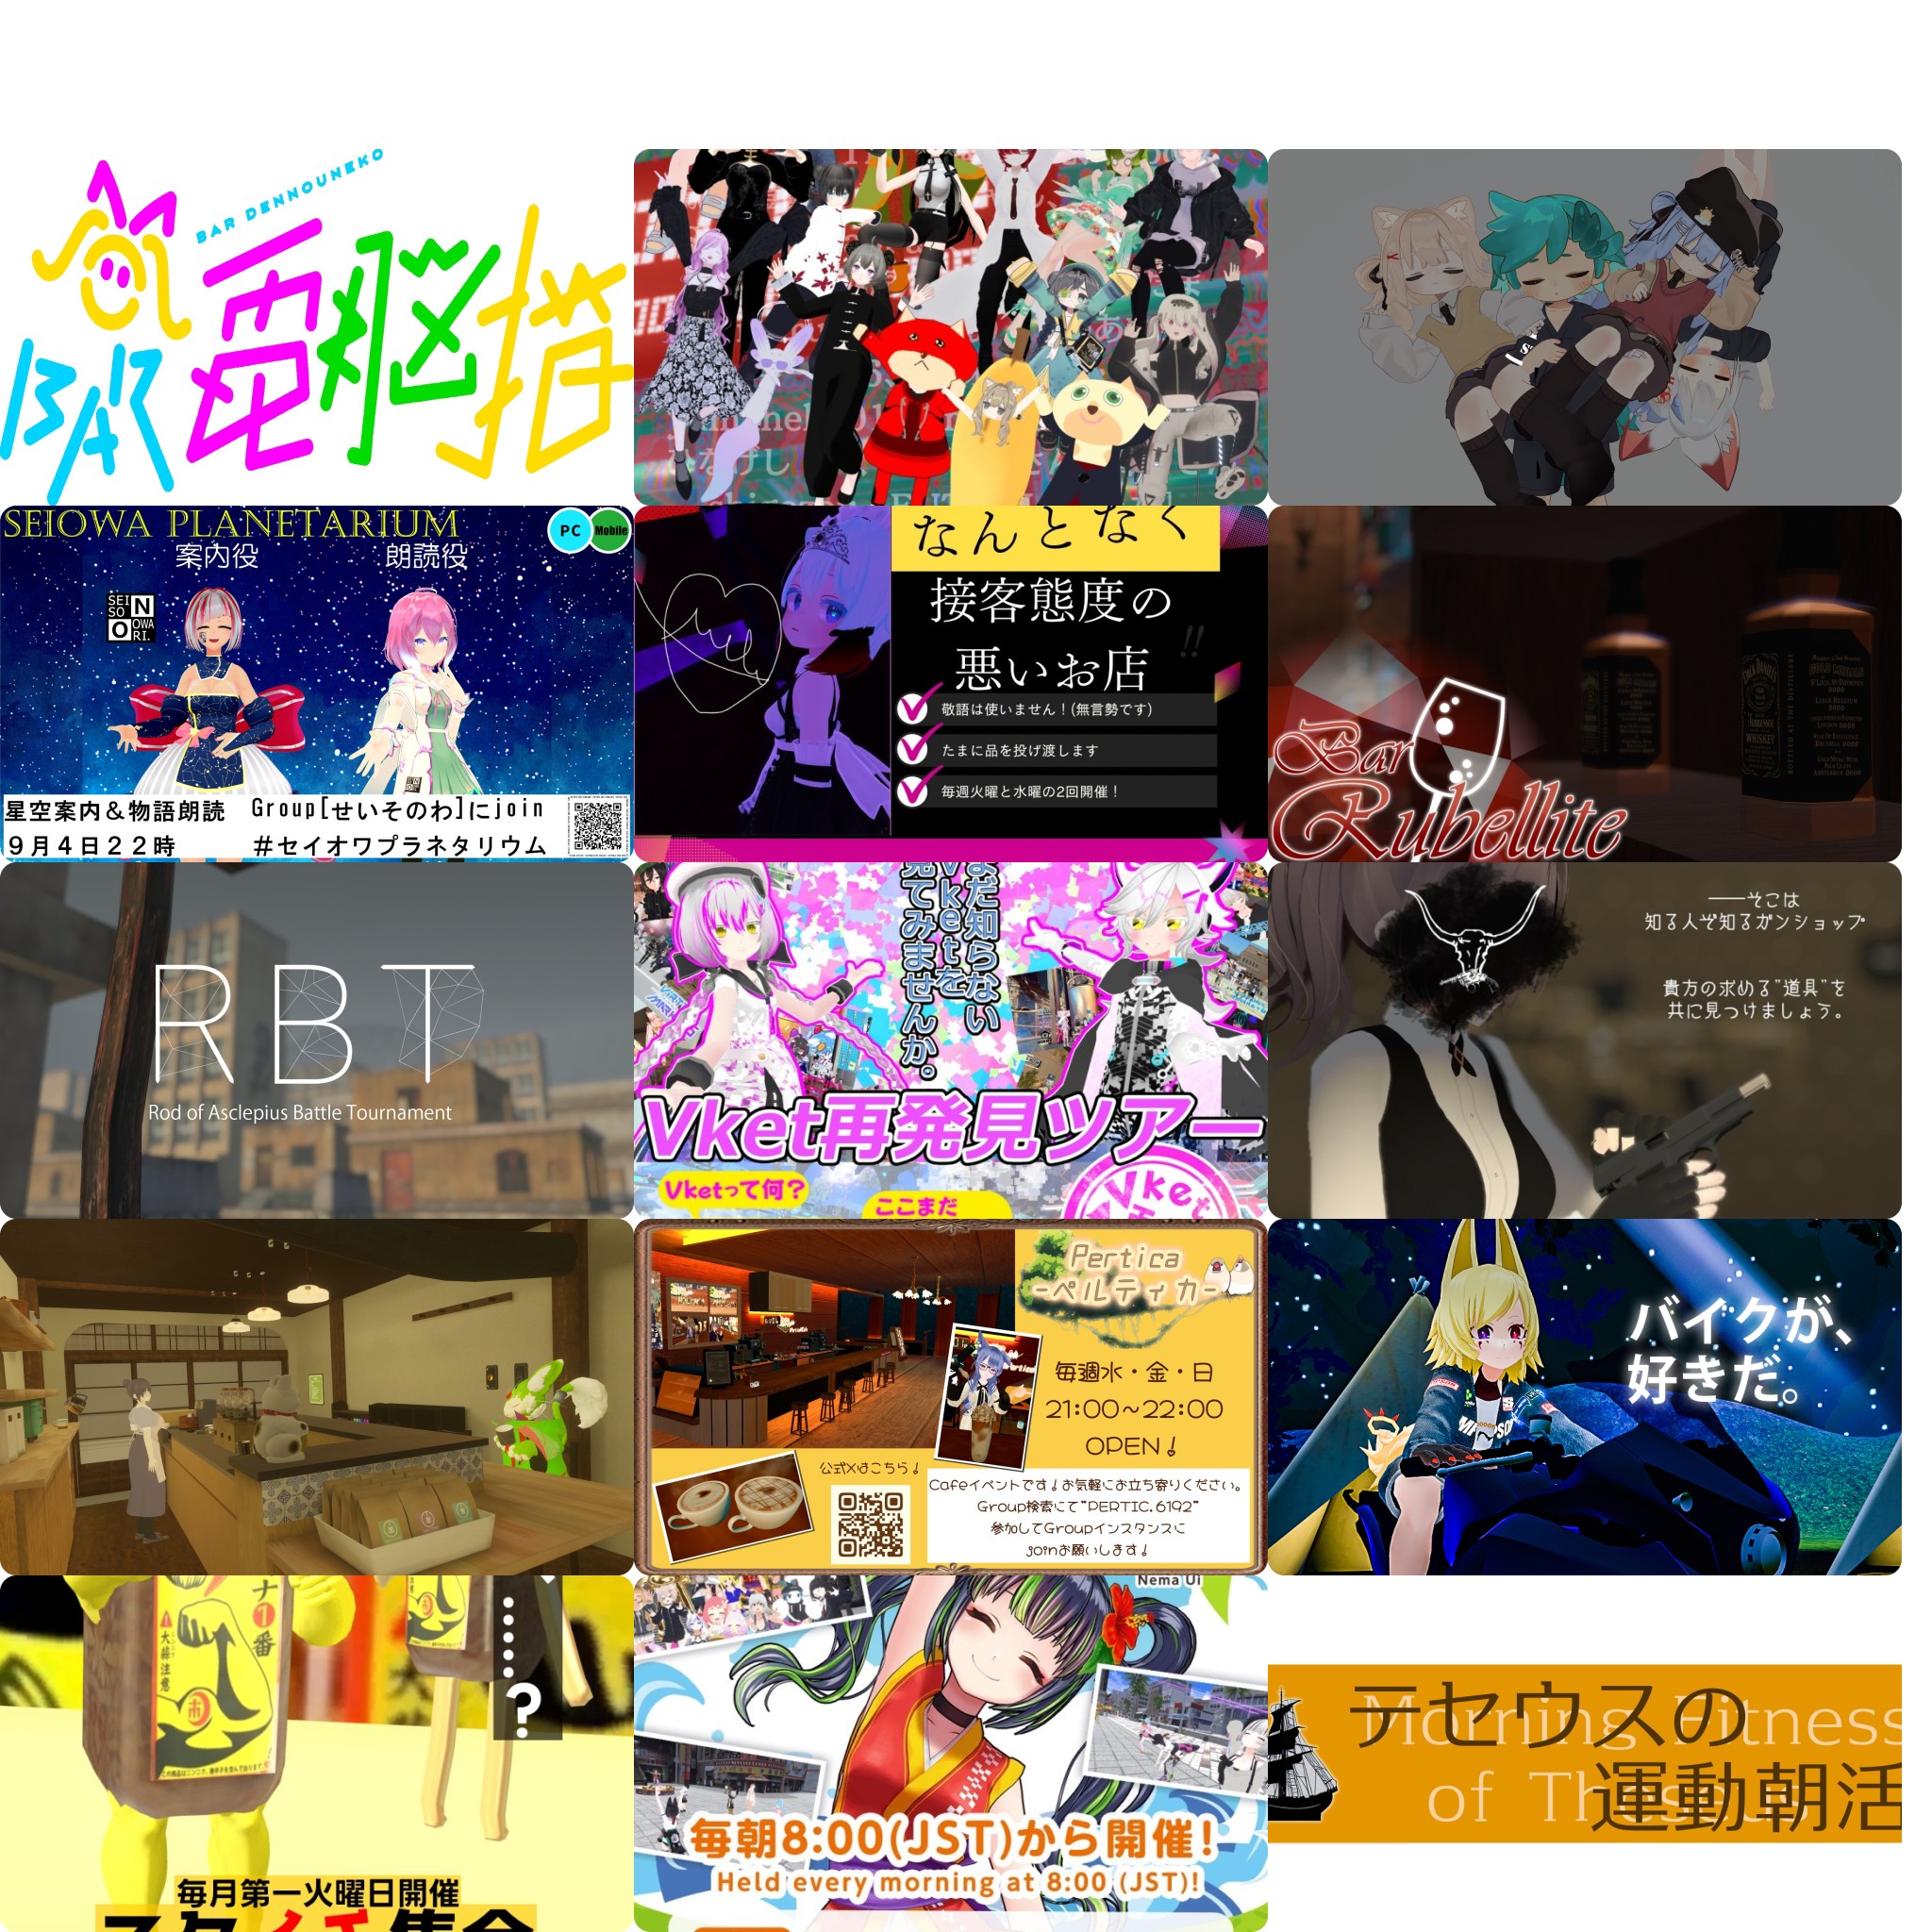 BAR DENNOUNEKO
BAR 電脳猫
SEIOWA PLANETARIUM
PC
Mobile
案内役
朗読役
SEI
SO
N
O
OWA
RI.
星空案内&物語朗読
Group[せいそのわ]にjoin
9月4日22時
#セイオワプラネタリウム
なんとなく
接客態度の
悪いお店
!!
敬語は使いません!(無言勢です)
たまに品を投げ渡します
毎週火曜と水曜の2回開催!
Bar
Rubellite
WHISKEY
RBT
Rod of Asclepius Battle Tournament
まだ知らない
Vketを
見てみませんか。
Vket再発見ツアー
Vketって何?
ここまだ
Vket
――そこは
知る人ぞ知るガンショップ
貴方の求める"道具"を
共に見つけましょう。
Pertica
-ペルティカ-
毎週水・金・日
21:00~22:00
OPEN!
公式Xはこちら!
Cafeイベントです!お気軽にお立ち寄りください。
Group検索にて"PERTIC.6192"
参加してGroupインスタンスに
joinお願いします!
バイクが、
好きだ。
ナ1番
大蒜注意
市
……?
毎月第一火曜日開催
スタイチ集会
Nema Ui
毎朝8:00(JST)から開催!
Held every morning at 8:00 (JST)!
テセウスの
Morning Fitness
運動朝活
of Theseus